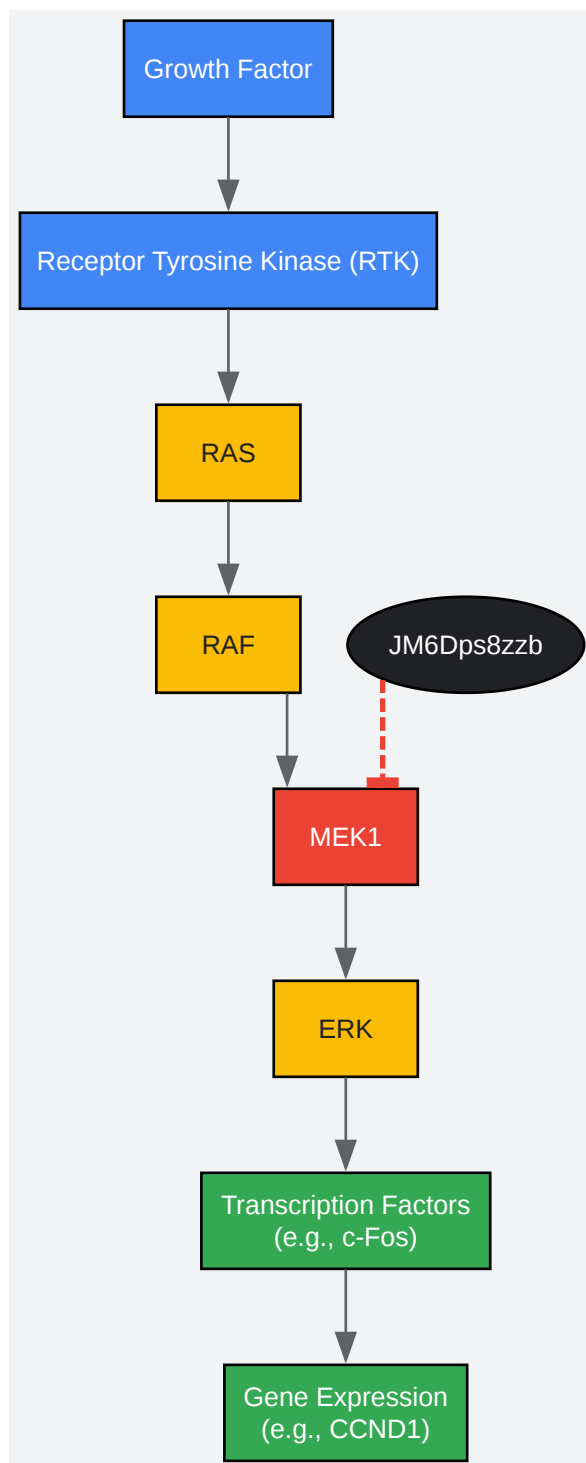 Growth Factor
Receptor Tyrosine Kinase (RTK)
RAS
RAF
JM6Dps8zzb
MEK1
ERK
Transcription Factors
(e.g., c-Fos)
Gene Expression
(e.g., CCND1)